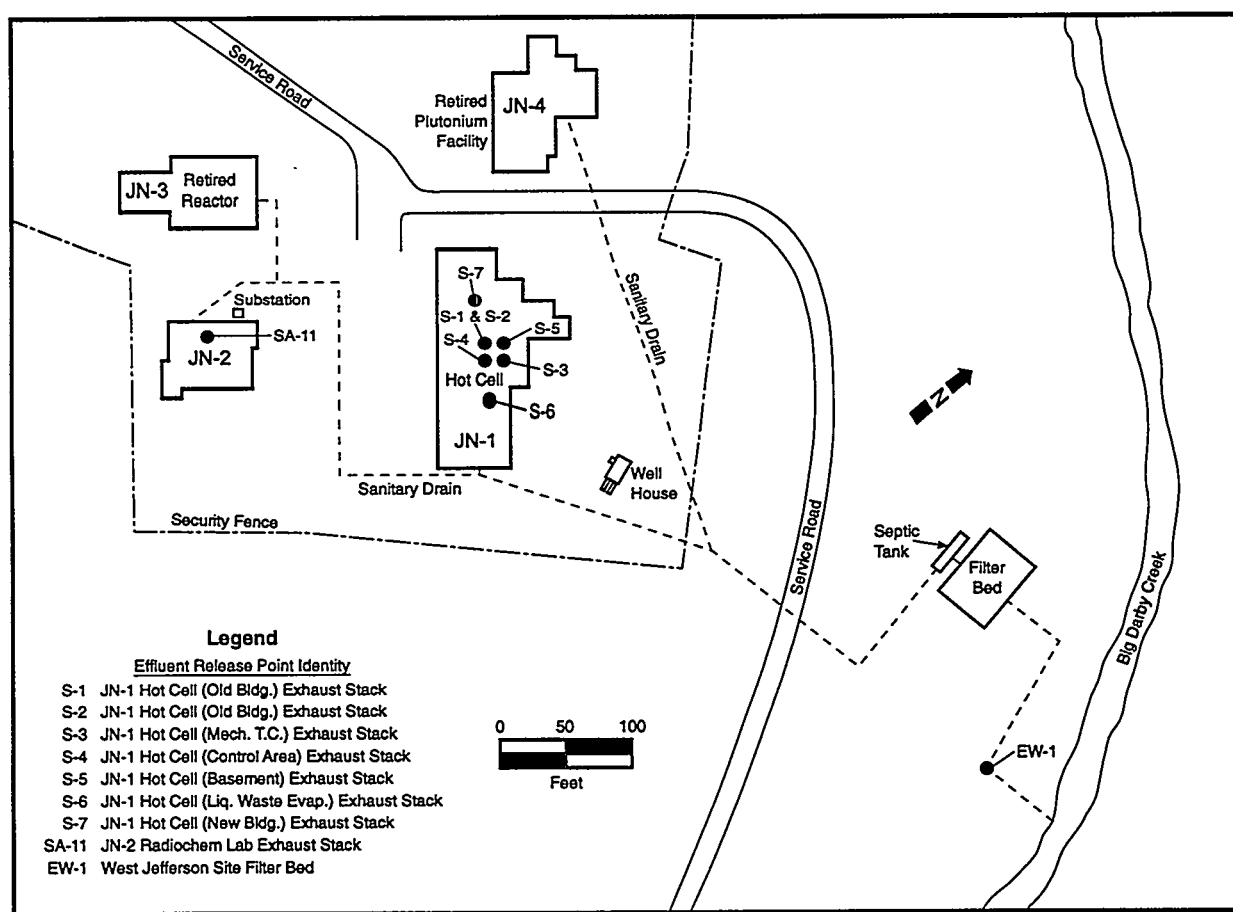 Service Road
Retired
Plutonium
Facility
JN-4
JN-3
Retired
Reactor
S-7
S-1 & S-2
S-5
S-4
S-3
Hot Cell
S-6
JN-1
Substation
SA-11
JN-2
Sanitary Drain
N
Well
House
Sanitary Drain
Security Fence
Service Road
Septic
Tank
Filter
Bed
Big Darby Creek
EW-1
Legend
Effluent Release Point Identity
S-1 JN-1 Hot Cell (Old Bldg.) Exhaust Stack
S-2 JN-1 Hot Cell (Old Bldg.) Exhaust Stack
S-3 JN-1 Hot Cell (Mech. T.C.) Exhaust Stack
S-4 JN-1 Hot Cell (Control Area) Exhaust Stack
S-5 JN-1 Hot Cell (Basement) Exhaust Stack
S-6 JN-1 Hot Cell (Liq. Waste Evap.) Exhaust Stack
S-7 JN-1 Hot Cell (New Bldg.) Exhaust Stack
SA-11 JN-2 Radiochem Lab Exhaust Stack
EW-1 West Jefferson Site Filter Bed
0 50 100
Feet